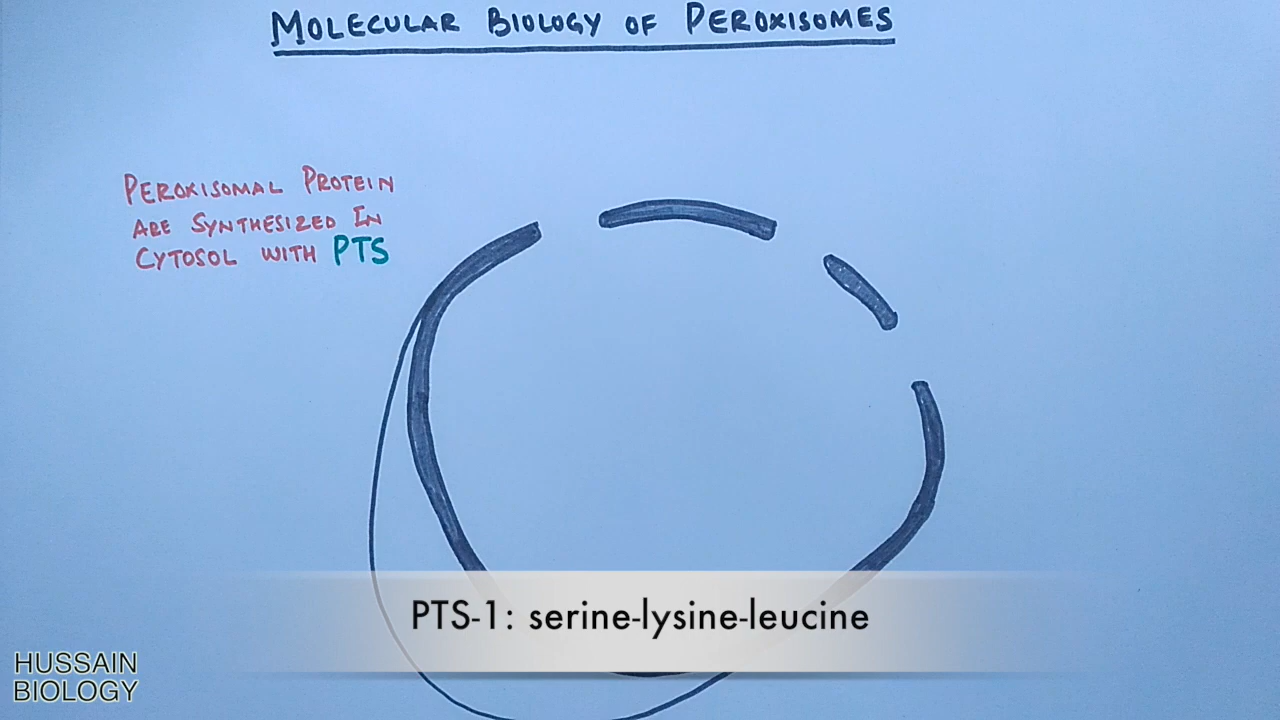 MOLECULAR BIOLOGY OF PEROXISOMES
PEROXISOMAL PROTEIN
ARE SYNTHESIZED IN
CYTOSOL WITH PTS
PTS-1: serine-lysine-leucine
HUSSAIN
BIOLOGY